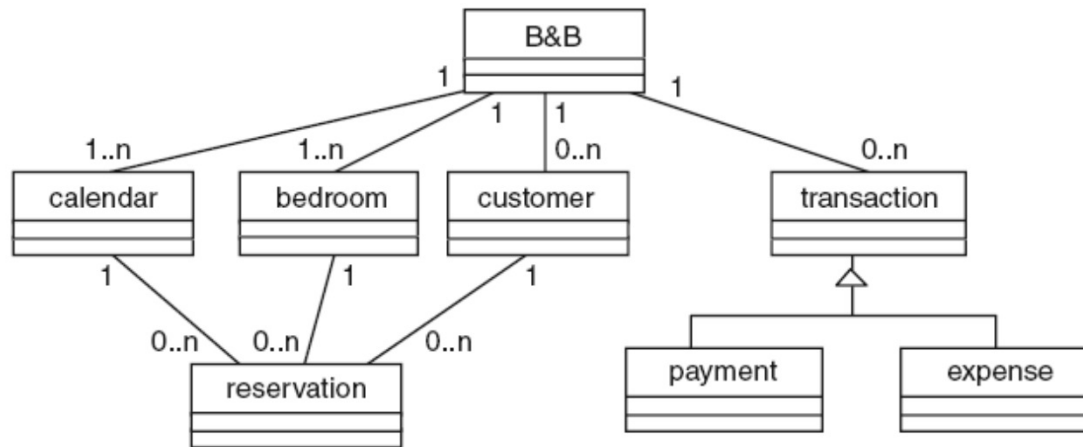 B&B
1 1 1 1
1..n 1..n 0..n 0..n
calendar bedroom customer transaction
1 1 1
0..n 0..n 0..n
reservation payment expense